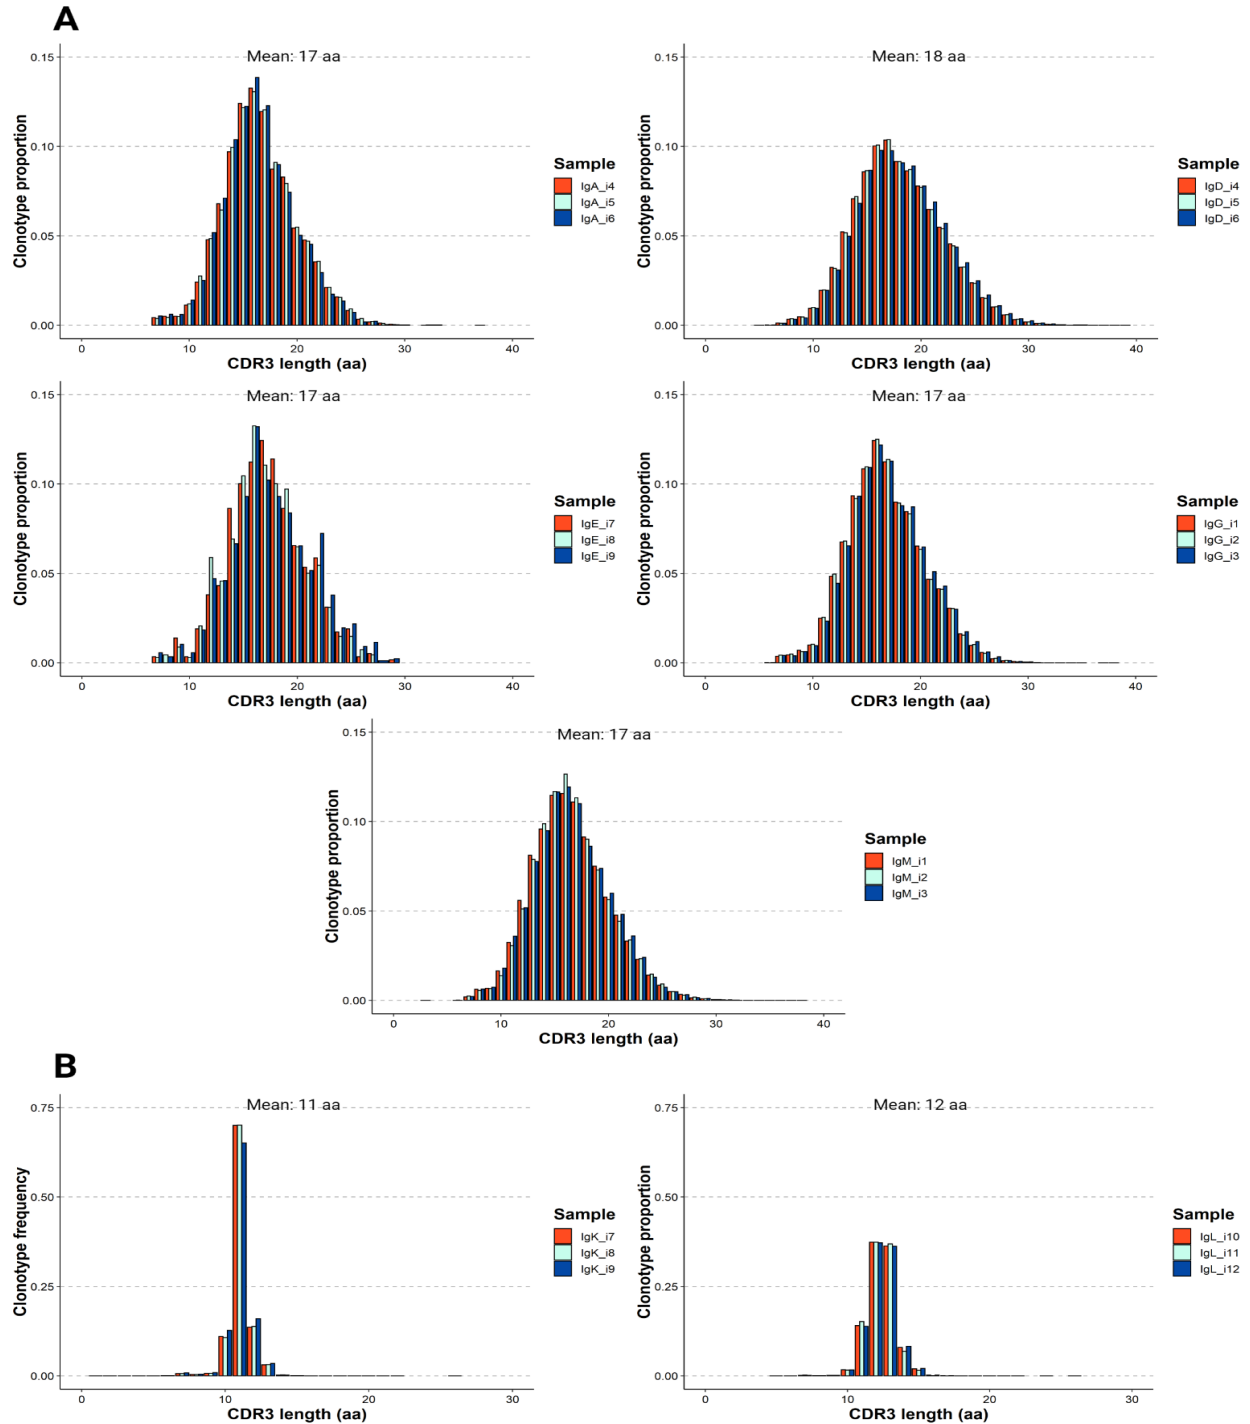 A
Mean: 17 aa
0.15
0.10
0.05
0.00
Clonotype proportion
0 10 20 30 40
CDR3 length (aa)
Sample
IgA_i4
IgA_i5
IgA_i6
Mean: 18 aa
0.15
0.10
0.05
0.00
Clonotype proportion
0 10 20 30 40
CDR3 length (aa)
Sample
IgD_i4
IgD_i5
IgD_i6
Mean: 17 aa
0.15
0.10
0.05
0.00
Clonotype proportion
0 10 20 30 40
CDR3 length (aa)
Sample
IgE_i7
IgE_i8
IgE_i9
Mean: 17 aa
0.15
0.10
0.05
0.00
Clonotype proportion
0 10 20 30 40
CDR3 length (aa)
Sample
IgG_i1
IgG_i2
IgG_i3
Mean: 17 aa
0.15
0.10
0.05
0.00
Clonotype proportion
0 10 20 30 40
CDR3 length (aa)
Sample
IgM_i1
IgM_i2
IgM_i3
B
Mean: 11 aa
0.75
0.50
0.25
0.00
Clonotype frequency
0 10 20 30
CDR3 length (aa)
Sample
IgK_i7
IgK_i8
IgK_i9
Mean: 12 aa
0.75
0.50
0.25
0.00
Clonotype proportion
0 10 20 30
CDR3 length (aa)
Sample
IgL_i10
IgL_i11
IgL_i12